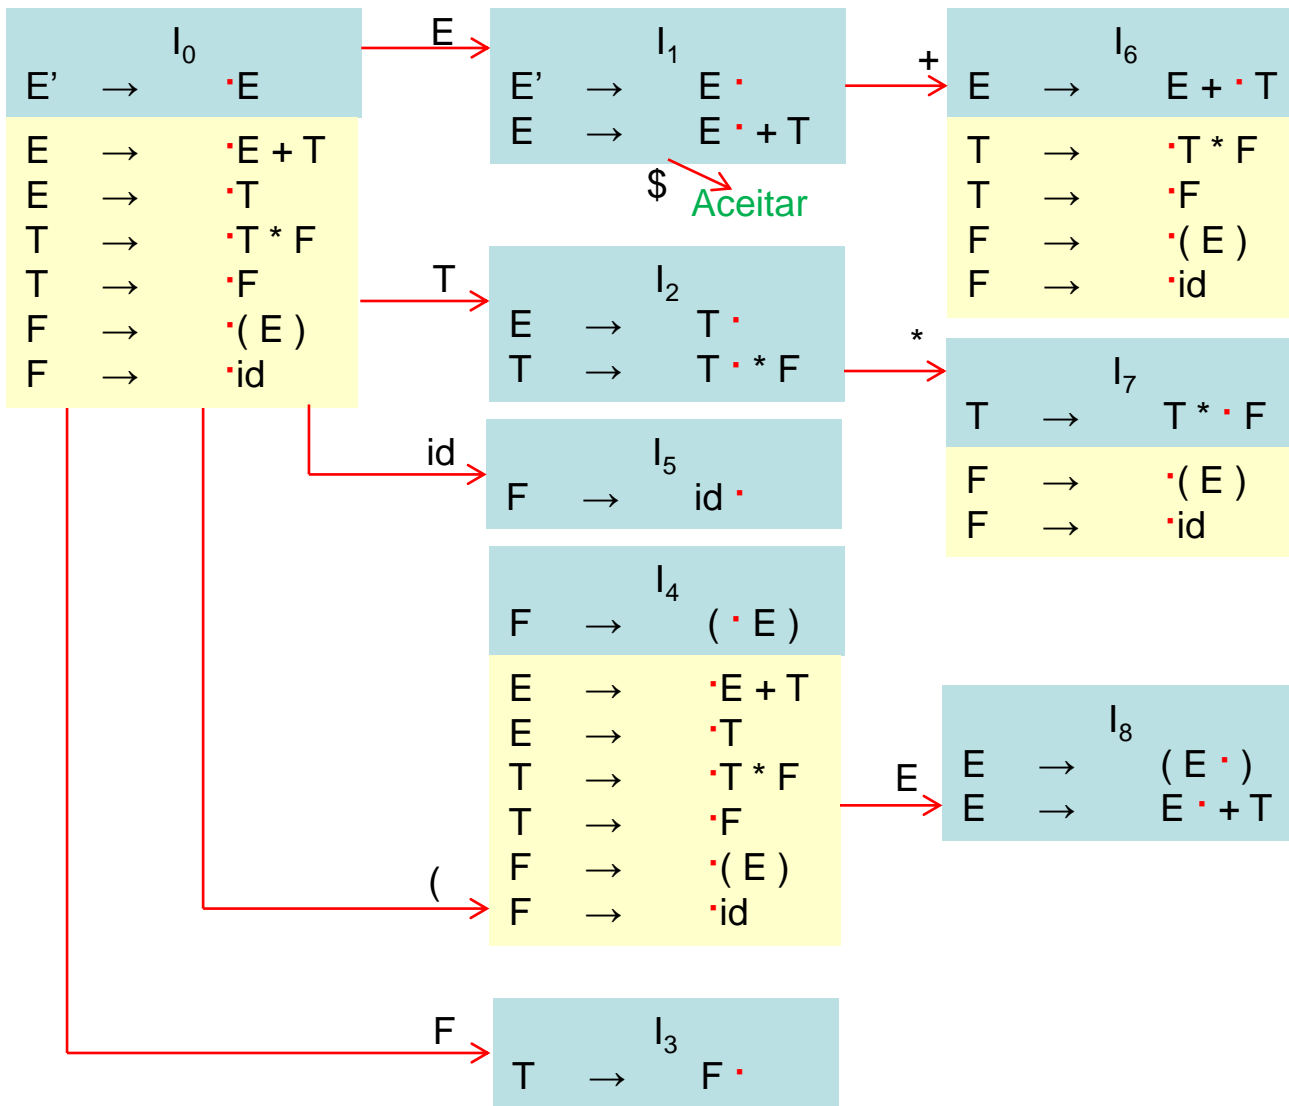 I₀
E' → ·E
E → ·E + T
E → ·T
T → ·T * F
T → ·F
F → ·( E )
F → ·id
E
I₁
E' → E ·
E → E · + T
$
Aceitar
+
I₆
E → E + · T
T → ·T * F
T → ·F
F → ·( E )
F → ·id
T
I₂
E → T ·
T → T · * F
*
I₇
T → T * · F
F → ·( E )
F → ·id
id
I₅
F → id ·
(
I₄
F → ( · E )
E → ·E + T
E → ·T
T → ·T * F
T → ·F
F → ·( E )
F → ·id
E
I₈
E → ( E · )
E → E · + T
F
I₃
T → F ·